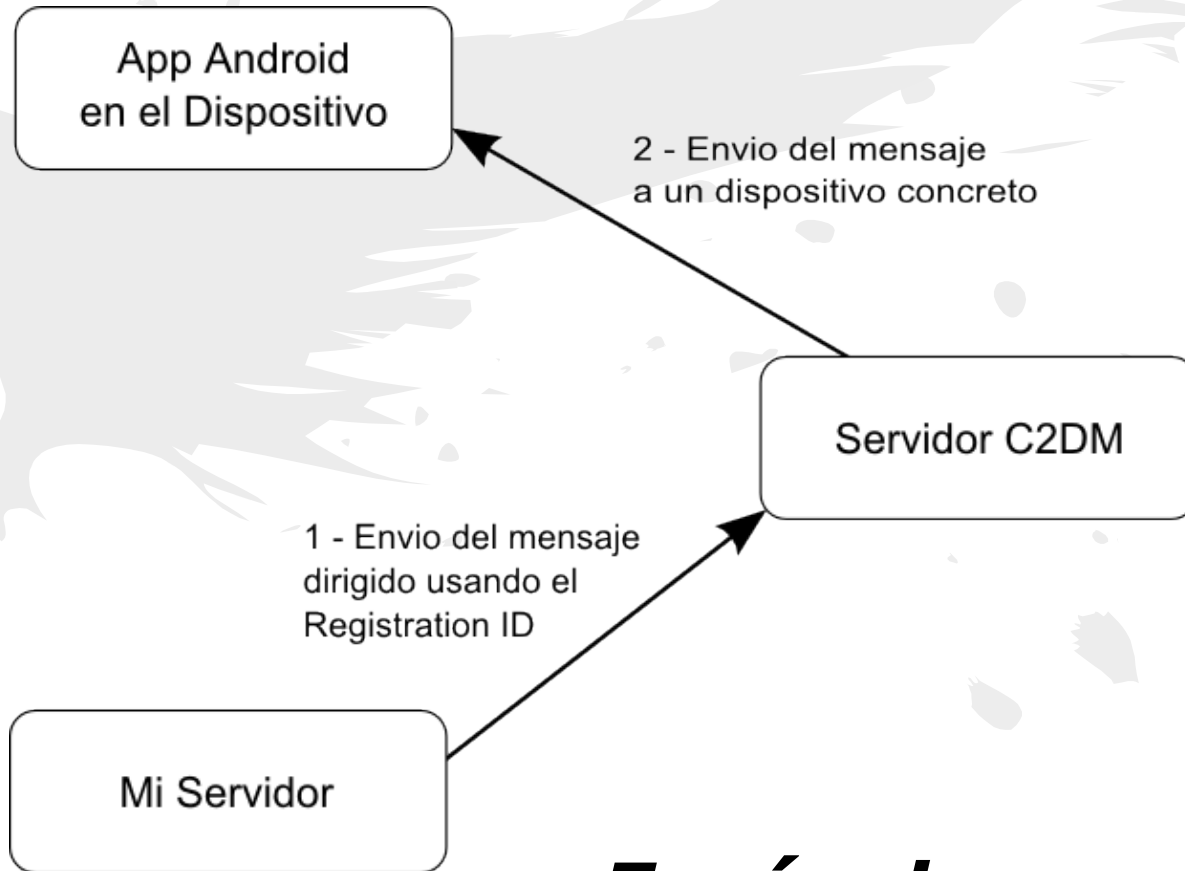 App Android
en el Dispositivo
2 - Envio del mensaje
a un dispositivo concreto
Servidor C2DM
1 - Envio del mensaje
dirigido usando el
Registration ID
Mi Servidor